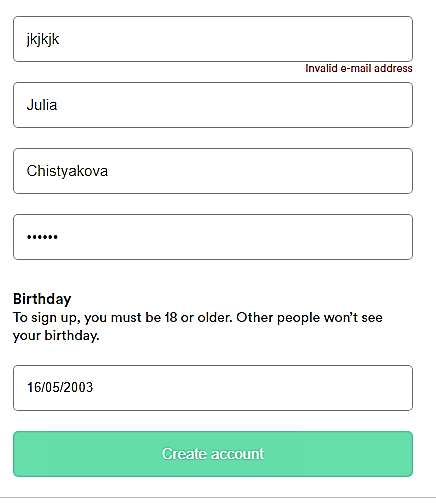 jkjkjk
Invalid e-mail address
Julia
Chistyakova
••••••
Birthday
To sign up, you must be 18 or older. Other people won’t see
your birthday.
16/05/2003
Create account